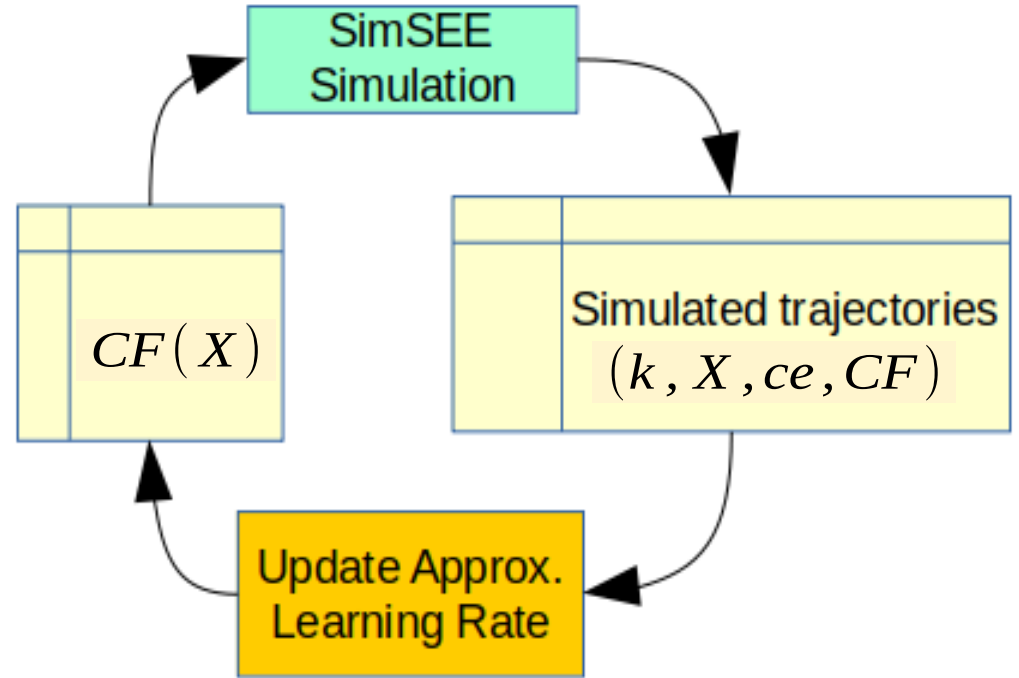 SimSEE
Simulation
CF(X)
Simulated trajectories
(k, X, ce, CF)
Update Approx.
Learning Rate